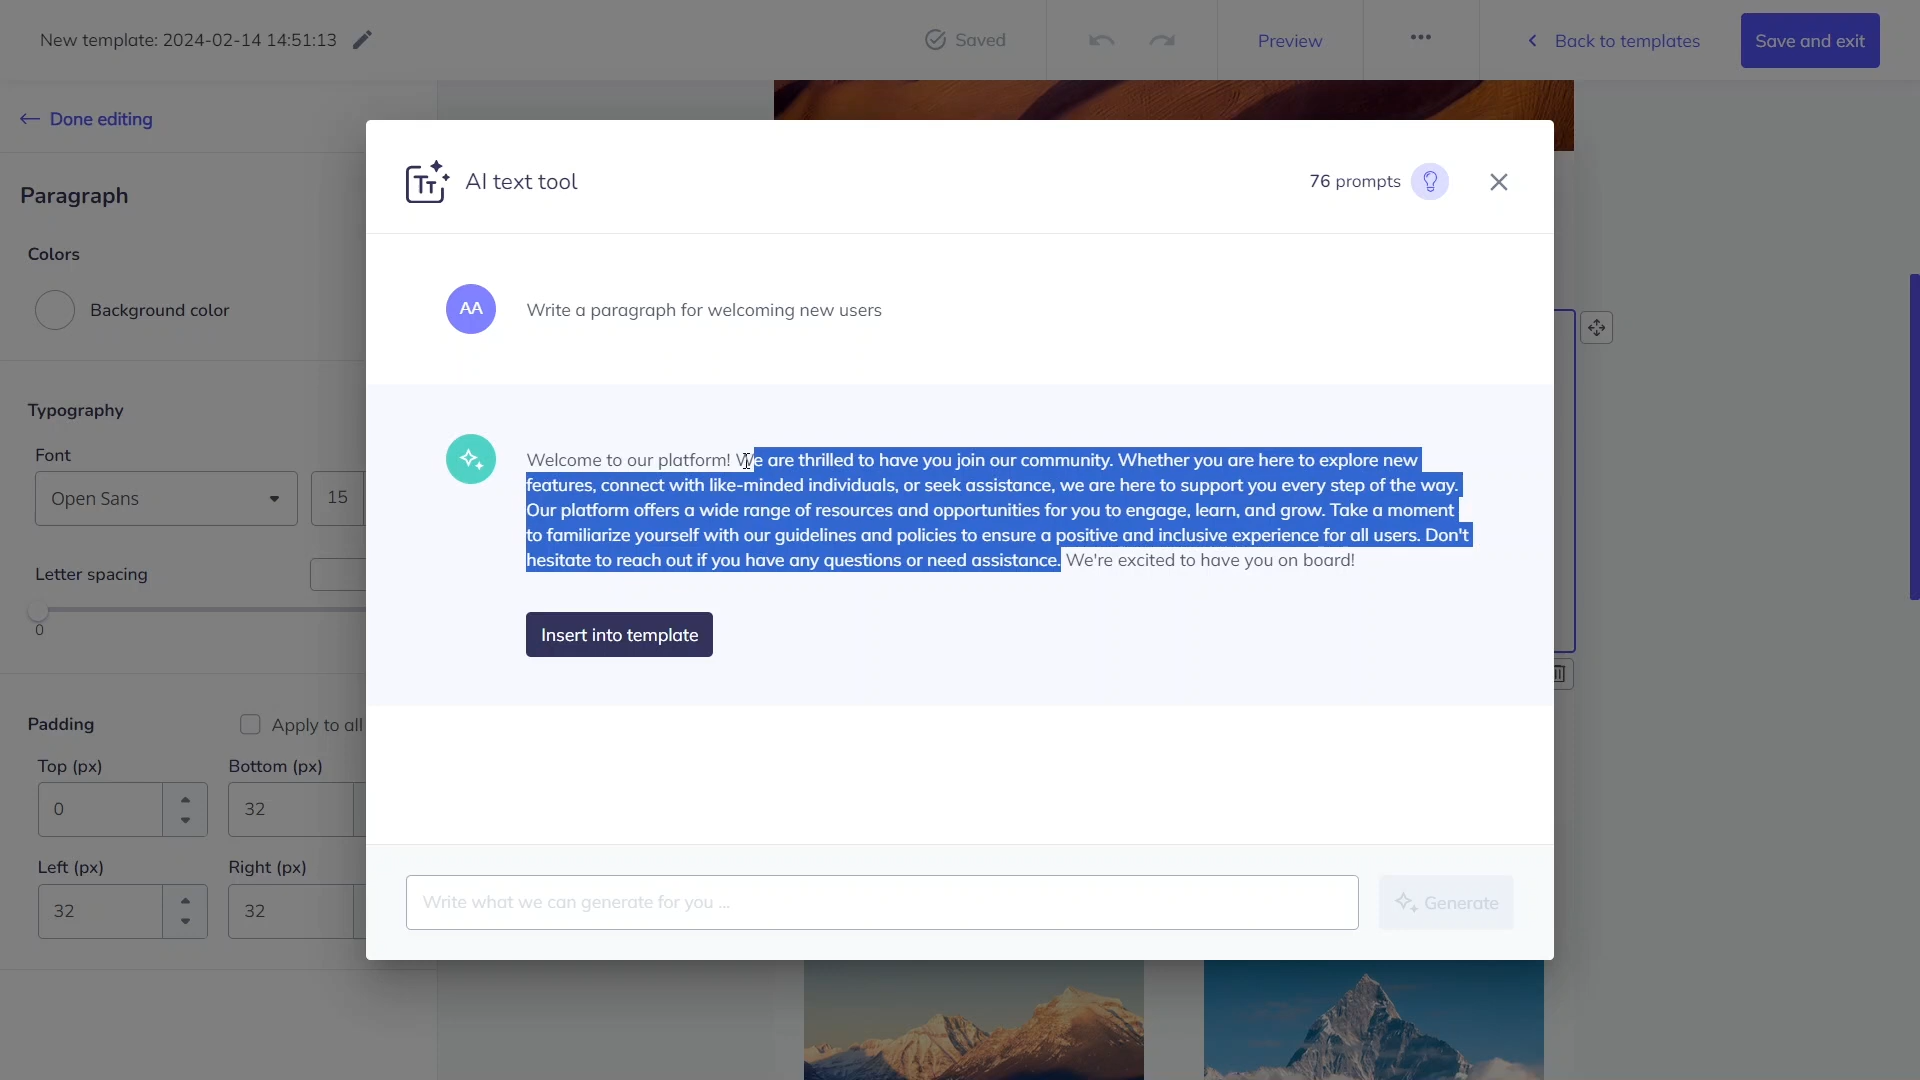 New template: 2024-02-14 14:51:13
Saved
Preview
Back to templates
Save and exit
Done editing
Paragraph
Colors
Background color
Typography
Font
Open Sans
15
Letter spacing
0
Padding
Apply to all
Top (px)
Bottom (px)
0
32
Left (px)
Right (px)
32
32
AI text tool
76 prompts
AA
Write a paragraph for welcoming new users
Welcome to our platform! We are thrilled to have you join our community. Whether you are here to explore new
features, connect with like-minded individuals, or seek assistance, we are here to support you every step of the way.
Our platform offers a wide range of resources and opportunities for you to engage, learn, and grow. Take a moment
to familiarize yourself with our guidelines and policies to ensure a positive and inclusive experience for all users. Don't
hesitate to reach out if you have any questions or need assistance. We're excited to have you on board!
Insert into template
Write what we can generate for you ...
Generate